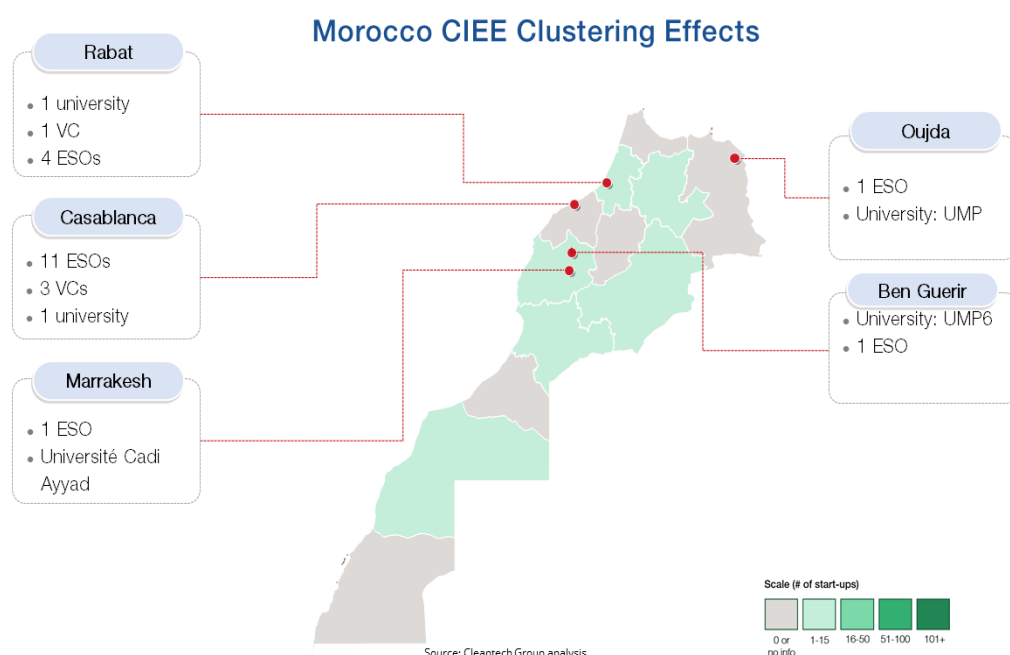 Morocco CIEE Clustering Effects
Rabat
• 1 university
• 1 VC
• 4 ESOs
Casablanca
• 11 ESOs
• 3 VCs
• 1 university
Marrakesh
• 1 ESO
• Université Cadi
Ayyad
Oujda
• 1 ESO
• University: UMP
Ben Guerir
• University: UMP6
• 1 ESO
Scale (# of start-ups)
0 or
no info
1-15
16-50
51-100
101+
Source: Cleantech Group analysis